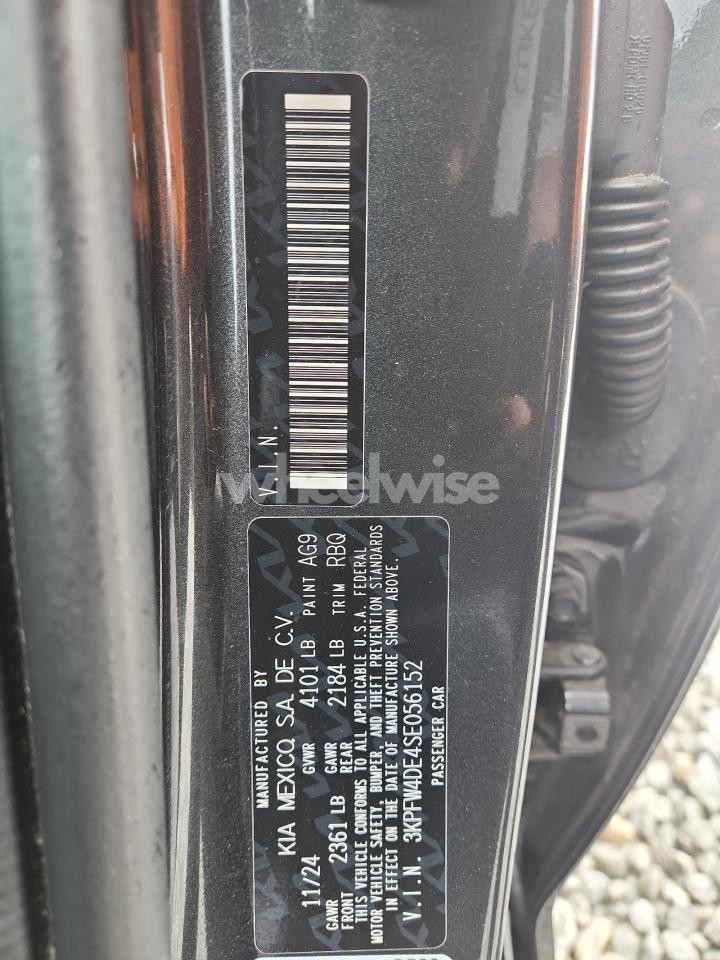 V.I.N.
MANUFACTURED BY
KIA MEXICO, S.A. DE C.V.
11/24 GVWR 4101 LB PAINT AG9
GAWR FRONT 2361 LB GAWR REAR 2184 LB TRIM RBQ
THIS VEHICLE CONFORMS TO ALL APPLICABLE U.S.A. FEDERAL
MOTOR VEHICLE SAFETY, BUMPER, AND THEFT PREVENTION STANDARDS
IN EFFECT ON THE DATE OF MANUFACTURE SHOWN ABOVE.
V.I.N. 3KPFW4DE4SE056152
PASSENGER CAR
wheelwise